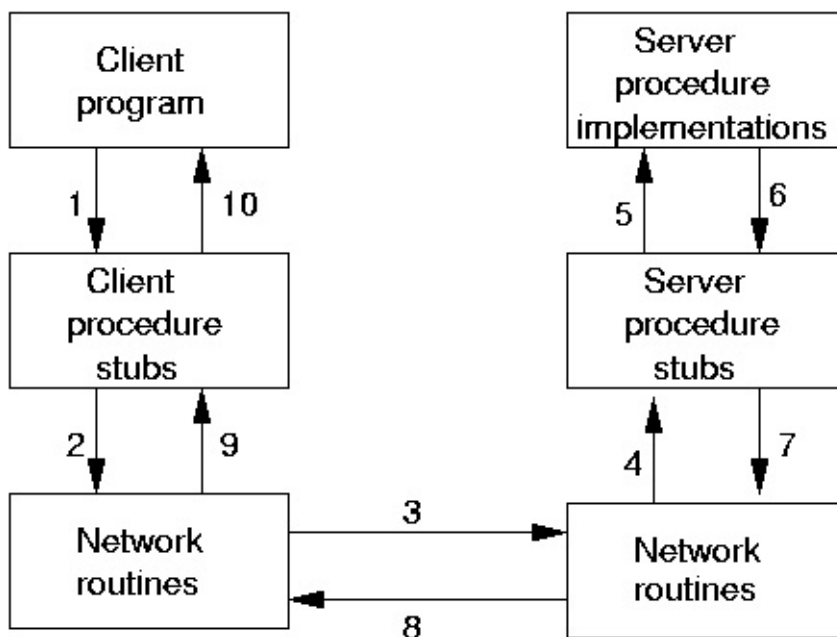 Client
program
Server
procedure
implementations
1
10
5
6
Client
procedure
stubs
Server
procedure
stubs
2
9
4
7
3
Network
routines
Network
routines
8